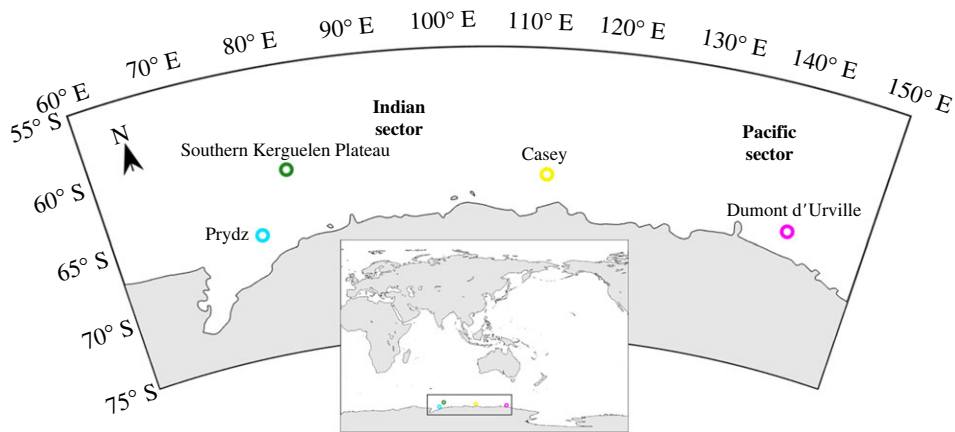 60° E
70° E
80° E
90° E
100° E
110° E
120° E
130° E
140° E
150° E
55° S
60° S
65° S
70° S
75° S
N
Indian
sector
Pacific
sector
Southern Kerguelen Plateau
Casey
Prydz
Dumont d’Urville